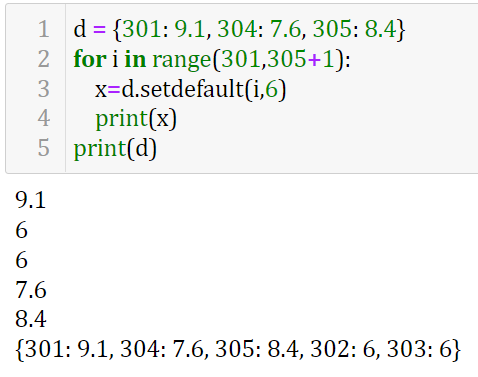 1 d = {301: 9.1, 304: 7.6, 305: 8.4}
2 for i in range(301,305+1):
3     x=d.setdefault(i,6)
4     print(x)
5 print(d)
9.1
6
6
7.6
8.4
{301: 9.1, 304: 7.6, 305: 8.4, 302: 6, 303: 6}